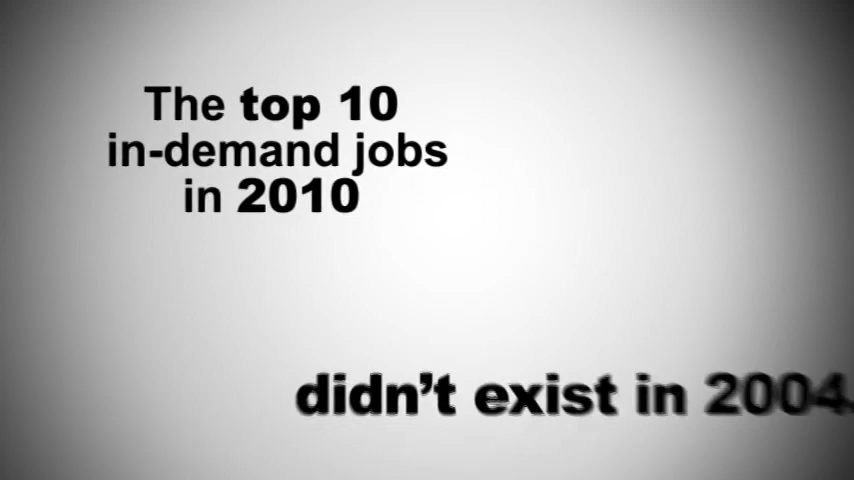 The top 10
in-demand jobs
in 2010
didn't exist in 2004.